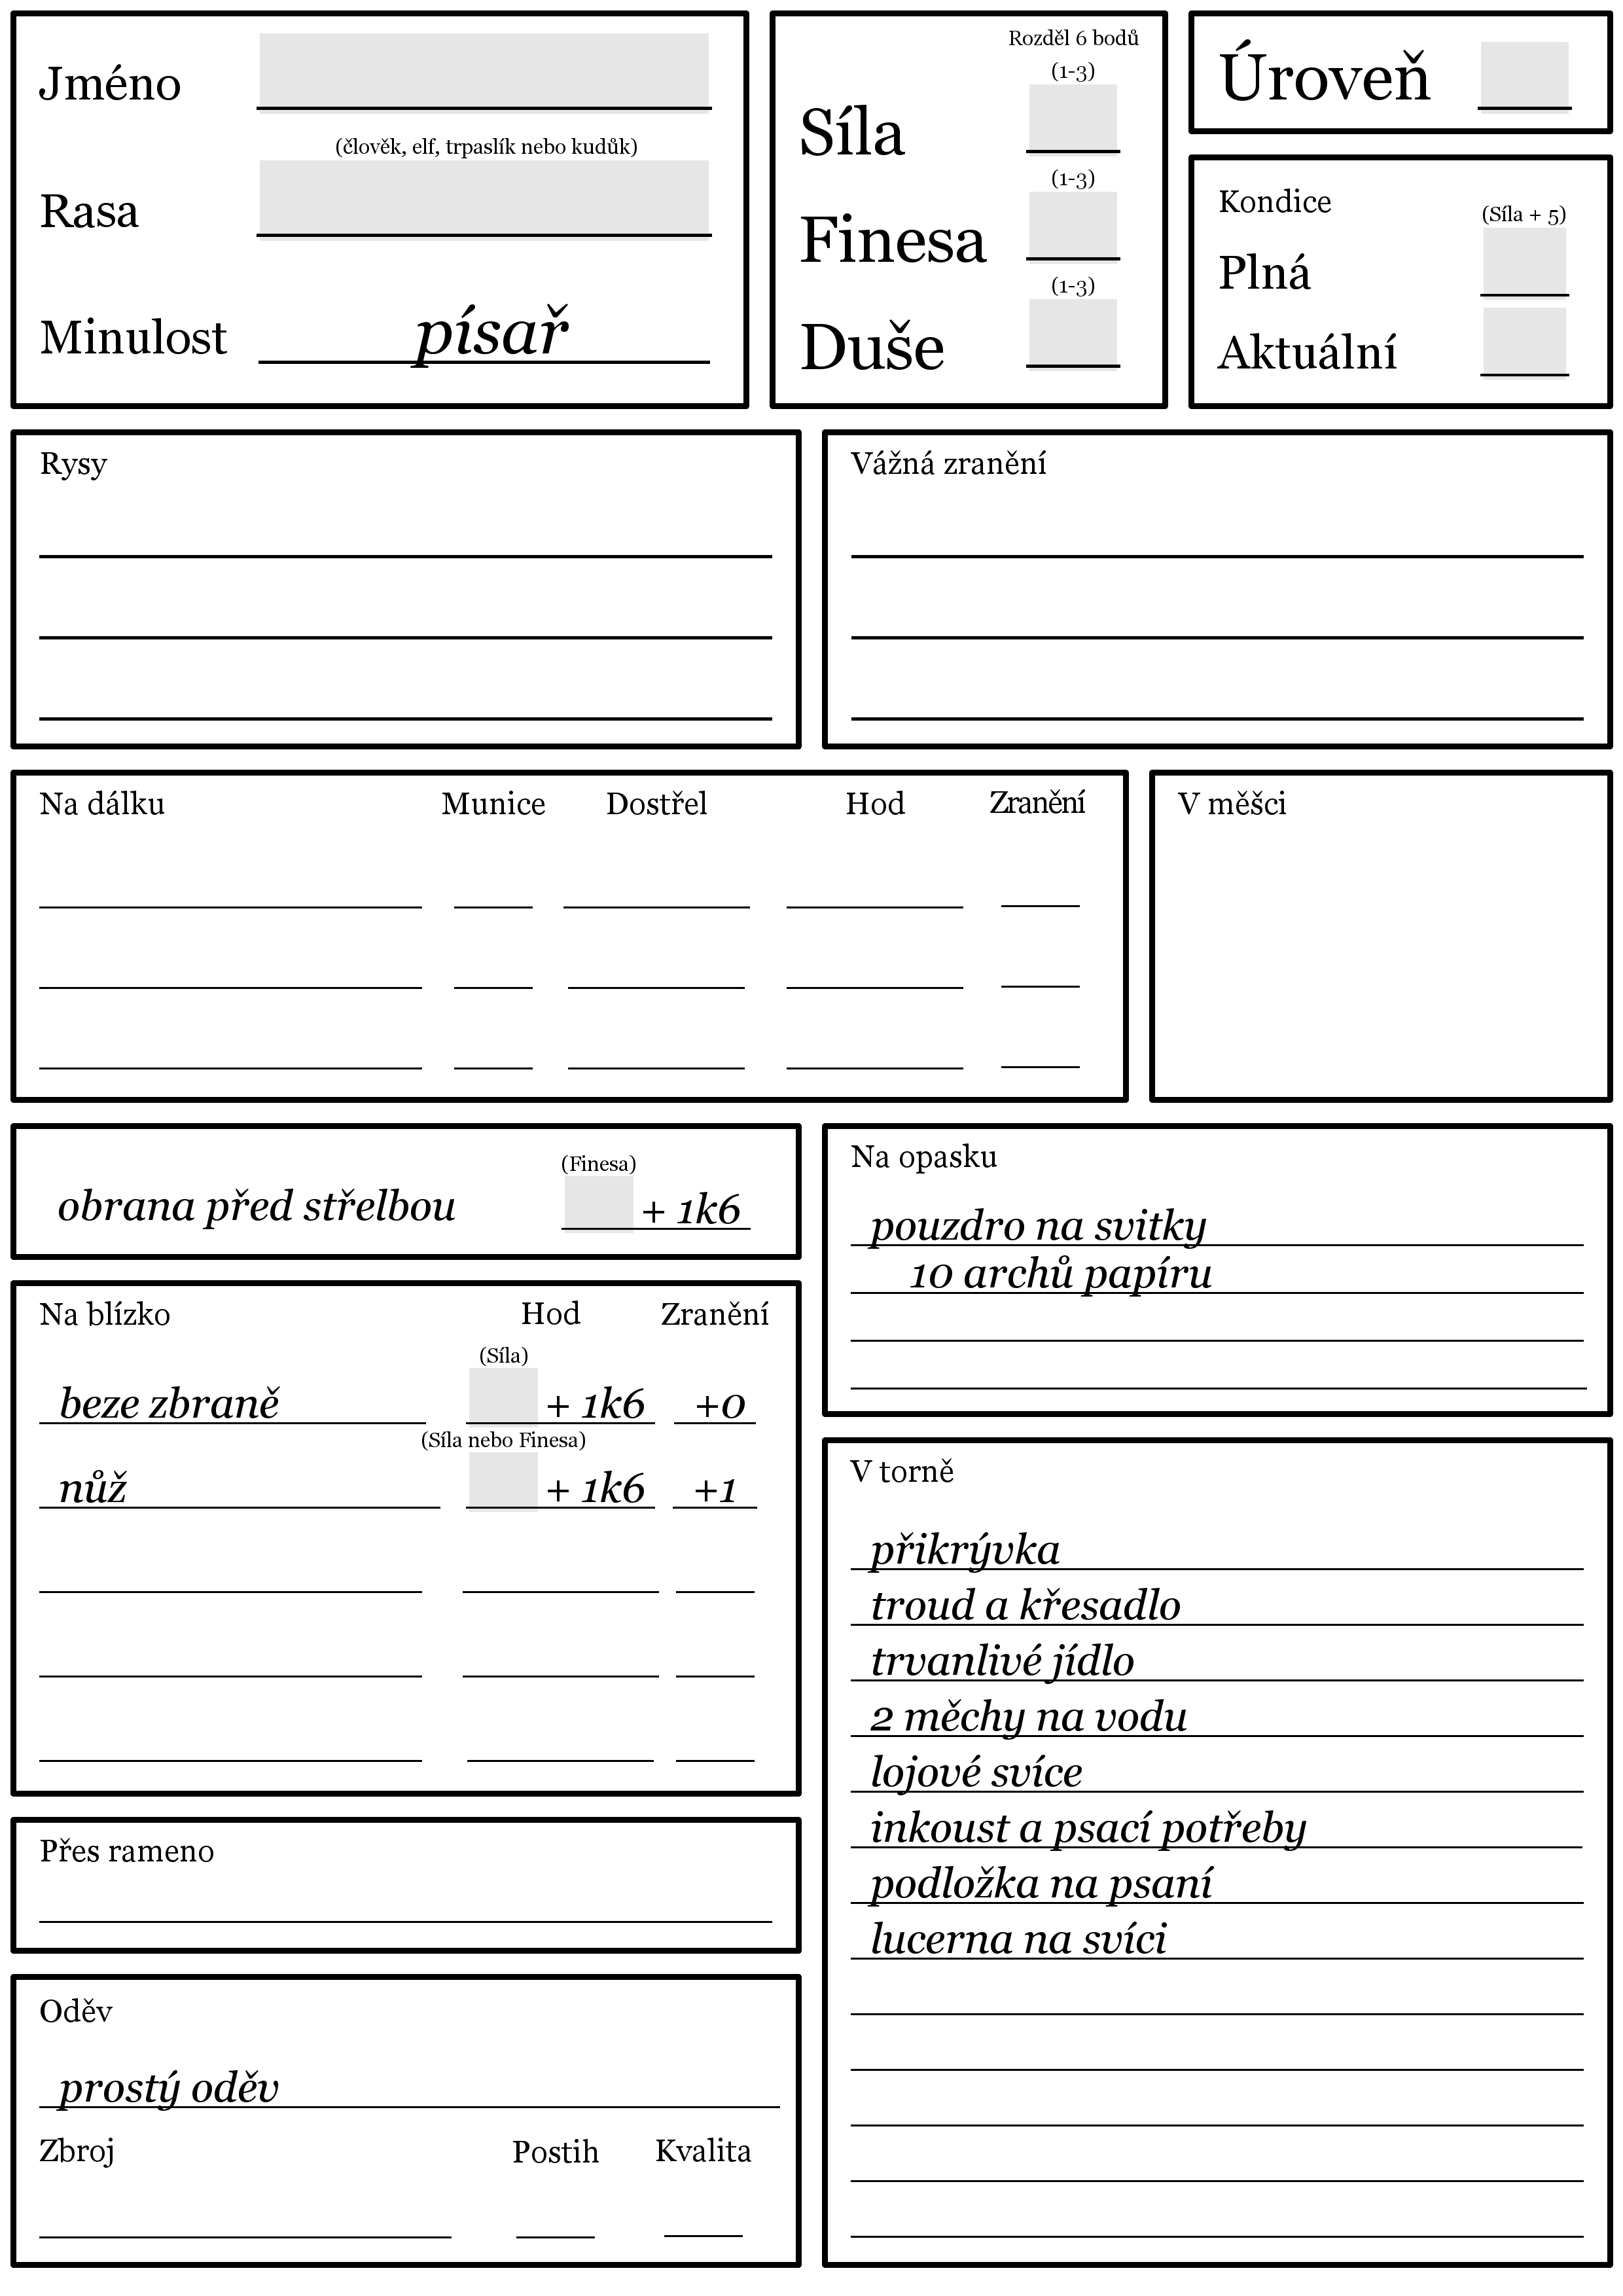 Jméno
(člověk, elf, trpaslík nebo kudůk)
Rasa
Minulost písař
Rozděl 6 bodů
(1-3)
Síla
(1-3)
Finesa
(1-3)
Duše
Úroveň
Kondice
(Síla + 5)
Plná
Aktuální
Rysy
Vážná zranění
Na dálku Munice Dostřel Hod Zranění
V měšci
(Finesa)
obrana před střelbou + 1k6
Na opasku
pouzdro na svitky
10 archů papíru
Na blízko Hod Zranění
(Síla)
beze zbraně + 1k6 +0
(Síla nebo Finesa)
nůž + 1k6 +1
V torně
přikrývka
troud a křesadlo
trvanlivé jídlo
2 měchy na vodu
lojové svíce
inkoust a psací potřeby
podložka na psaní
lucerna na svíci
Přes rameno
Oděv
prostý oděv
Zbroj Postih Kvalita